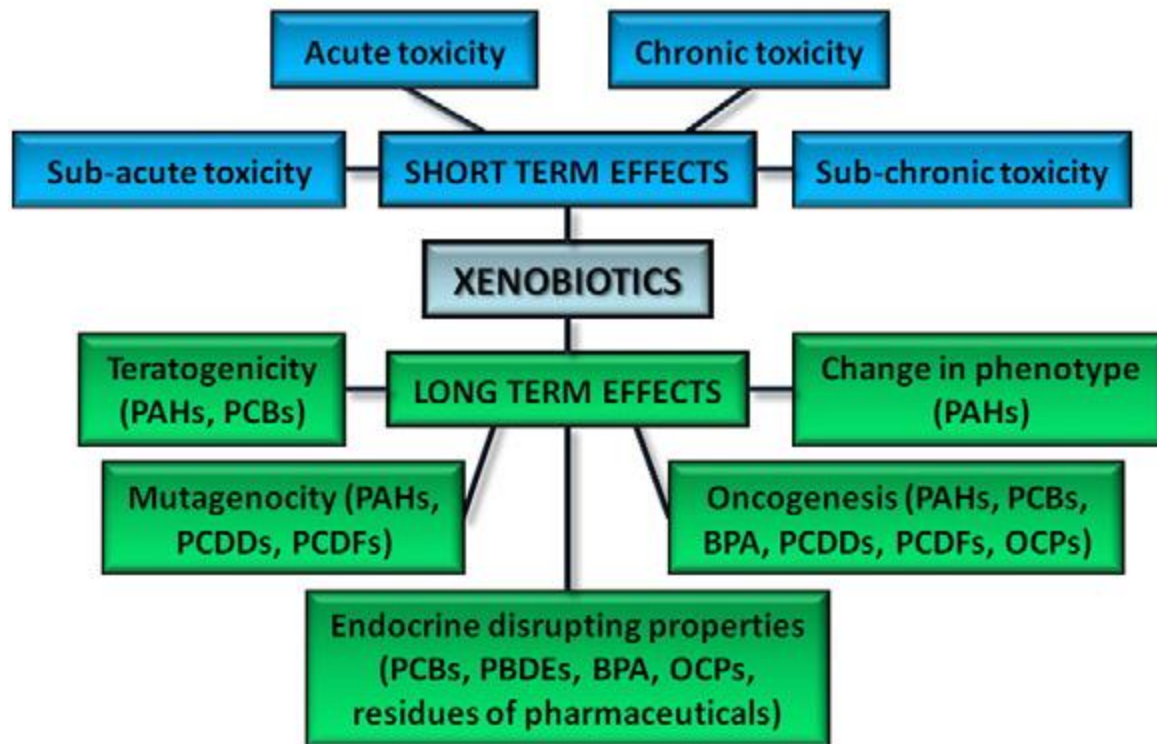 Acute toxicity
Chronic toxicity
Sub-acute toxicity
SHORT TERM EFFECTS
Sub-chronic toxicity
XENOBIOTICS
Teratogenicity
(PAHs, PCBs)
LONG TERM EFFECTS
Change in phenotype
(PAHs)
Mutagenocity (PAHs,
PCDDs, PCDFs)
Oncogenesis (PAHs, PCBs,
BPA, PCDDs, PCDFs, OCPs)
Endocrine disrupting properties
(PCBs, PBDEs, BPA, OCPs,
residues of pharmaceuticals)